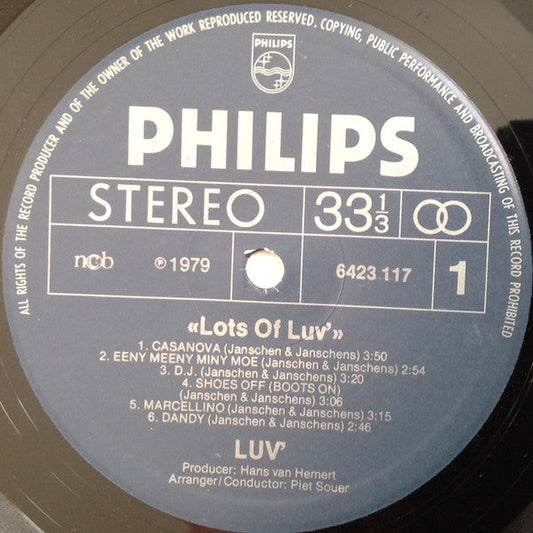 ALL RIGHTS OF THE RECORD PRODUCER AND OF THE OWNER OF THE WORK REPRODUCED RESERVED. COPYING, PUBLIC PERFORMANCE AND BROADCASTING OF THIS RECORD PROHIBITED
PHILIPS
PHILIPS
STEREO 33 1/3
ncb ℗ 1979 6423 117 1
«Lots Of Luv'»
1. CASANOVA (Janschen & Janschens) 3:50
2. EENY MEENY MINY MOE (Janschen & Janschens) 2:54
3. D.J. (Janschen & Janschens) 3:20
4. SHOES OFF (BOOTS ON)
(Janschen & Janschens) 3:06
5. MARCELLINO (Janschen & Janschens) 3:15
6. DANDY (Janschen & Janschens) 2:46
LUV'
Producer: Hans van Hemert
Arranger/Conductor: Piet Souer